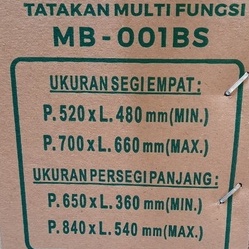 TATAKAN MULTI FUNGSI
MB-001BS
UKURAN SEGI EMPAT:
P.520 x L.480 mm(MIN.)
P.700 x L.660 mm(MAX.)
UKURAN PERSEGI PANJANG:
P.650 x L.360 mm(MIN.)
P.840 x L.540 mm(MAX.)